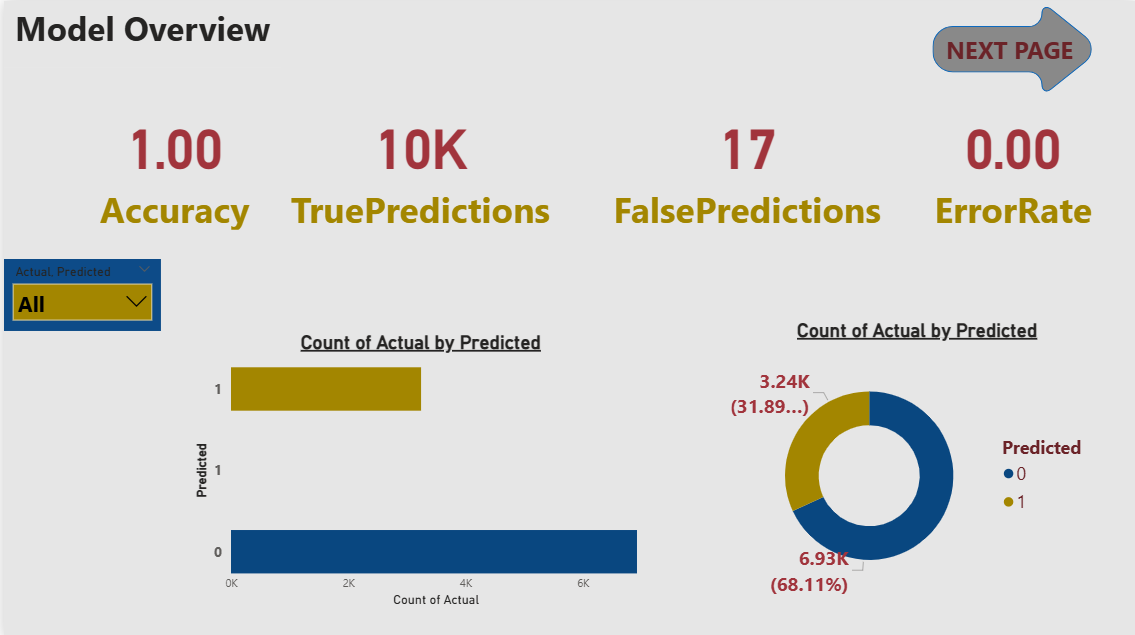 Model Overview
NEXT PAGE
1.00
Accuracy
10K
TruePredictions
17
FalsePredictions
0.00
ErrorRate
Actual, Predicted
All
Count of Actual by Predicted
1
1
0
Predicted
0K
2K
4K
6K
Count of Actual
Count of Actual by Predicted
3.24K
(31.89...)
6.93K
(68.11%)
Predicted
0
1